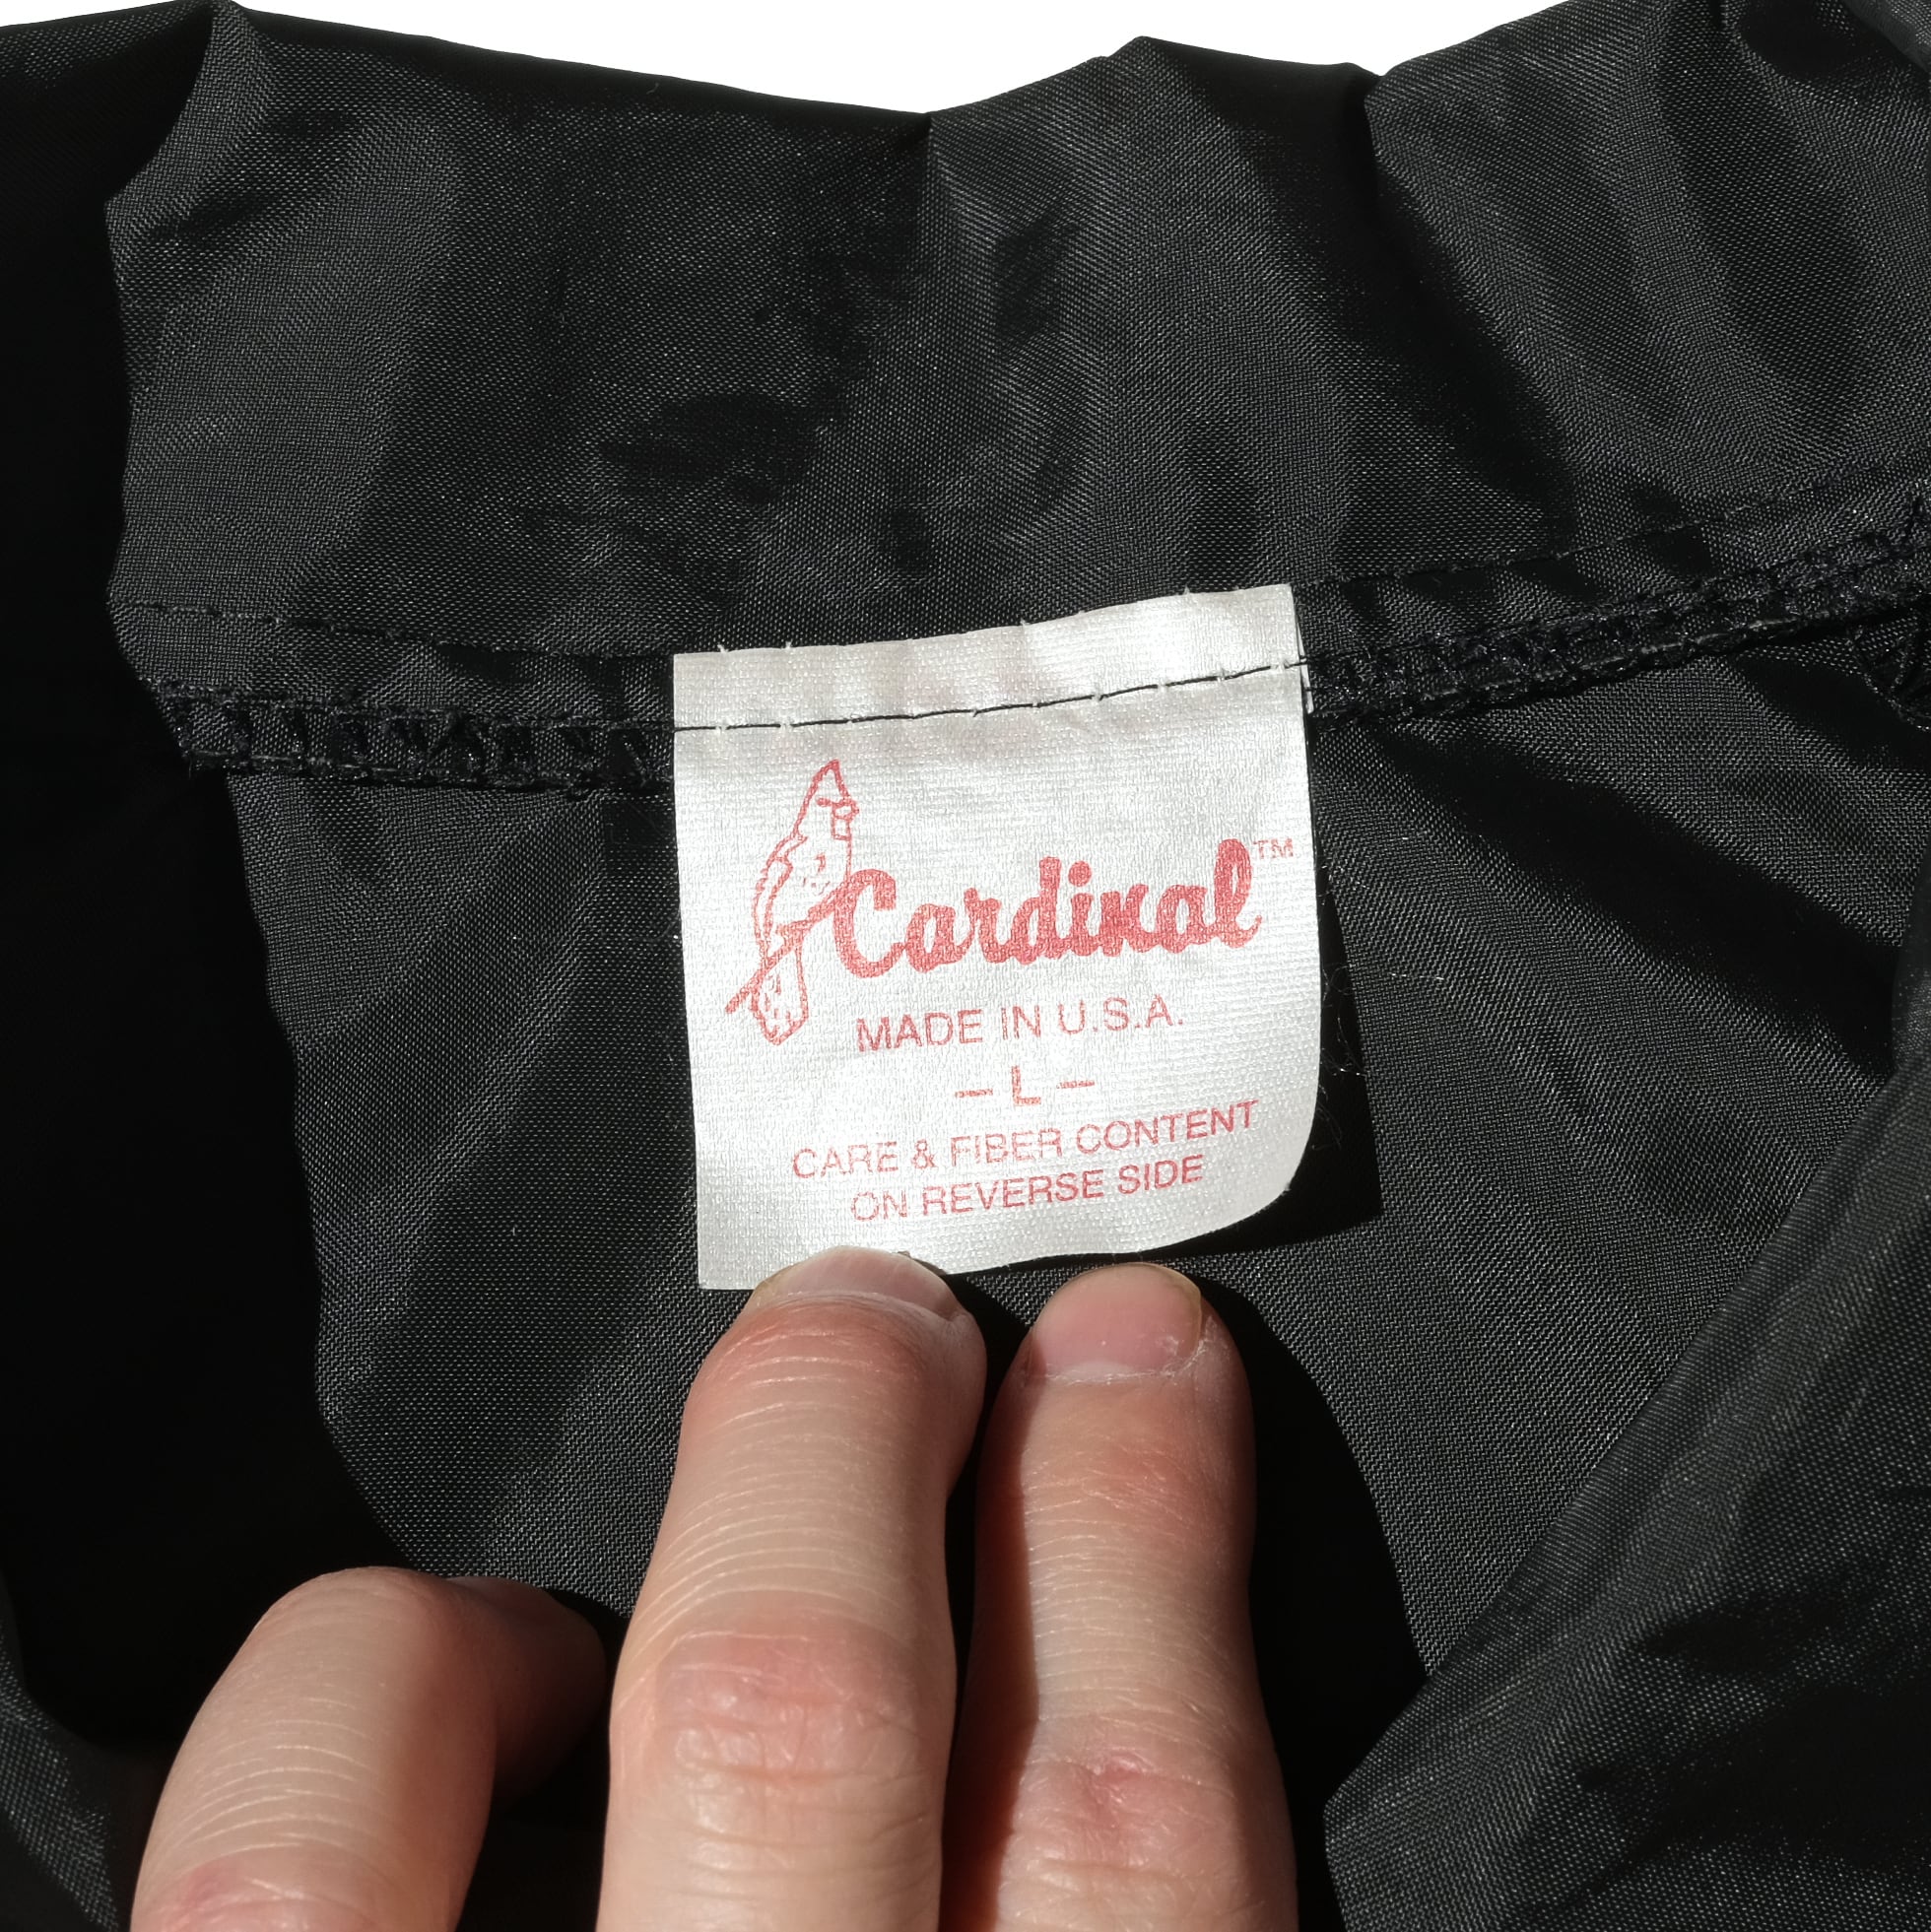 Cardinal™
MADE IN U.S.A.
– L –
CARE & FIBER CONTENT
ON REVERSE SIDE